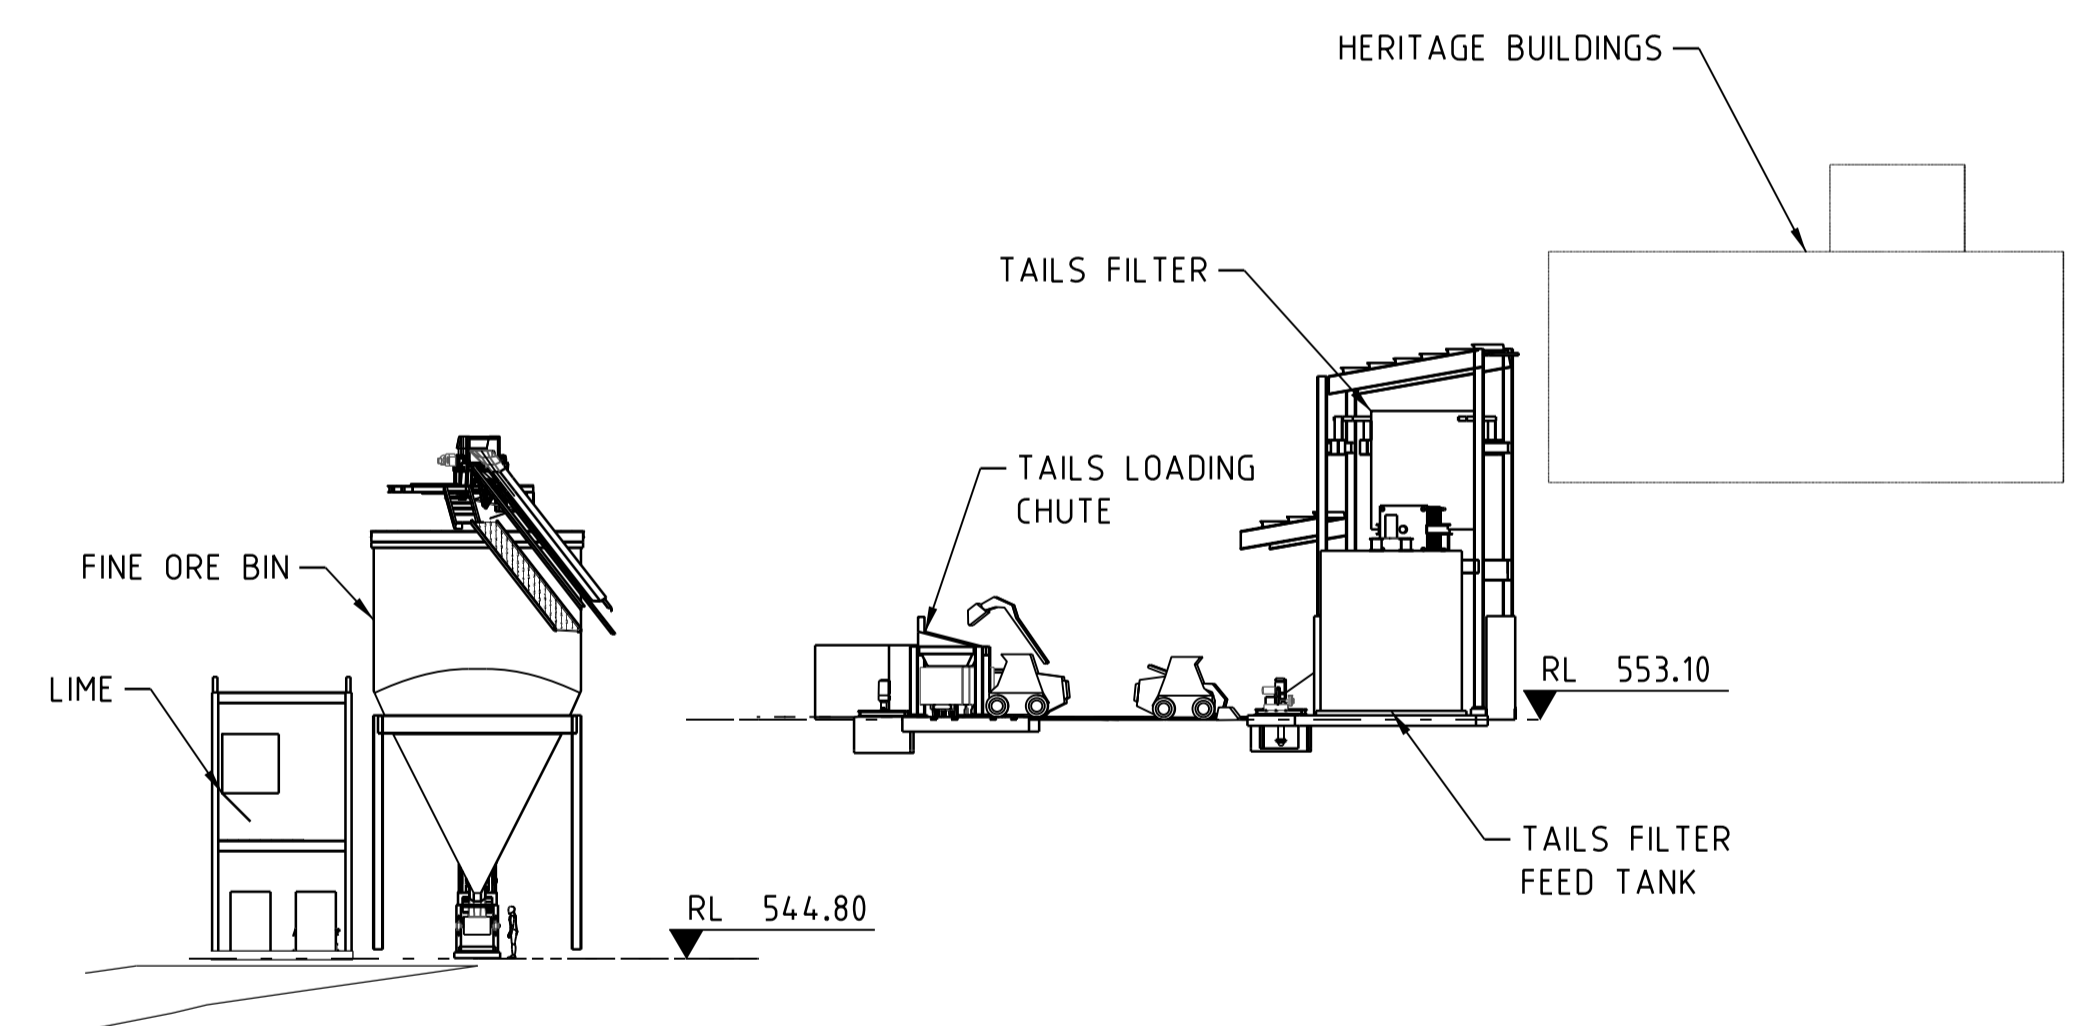 HERITAGE BUILDINGS
TAILS FILTER
TAILS LOADING
CHUTE
FINE ORE BIN
LIME
RL 553.10
TAILS FILTER
FEED TANK
RL 544.80